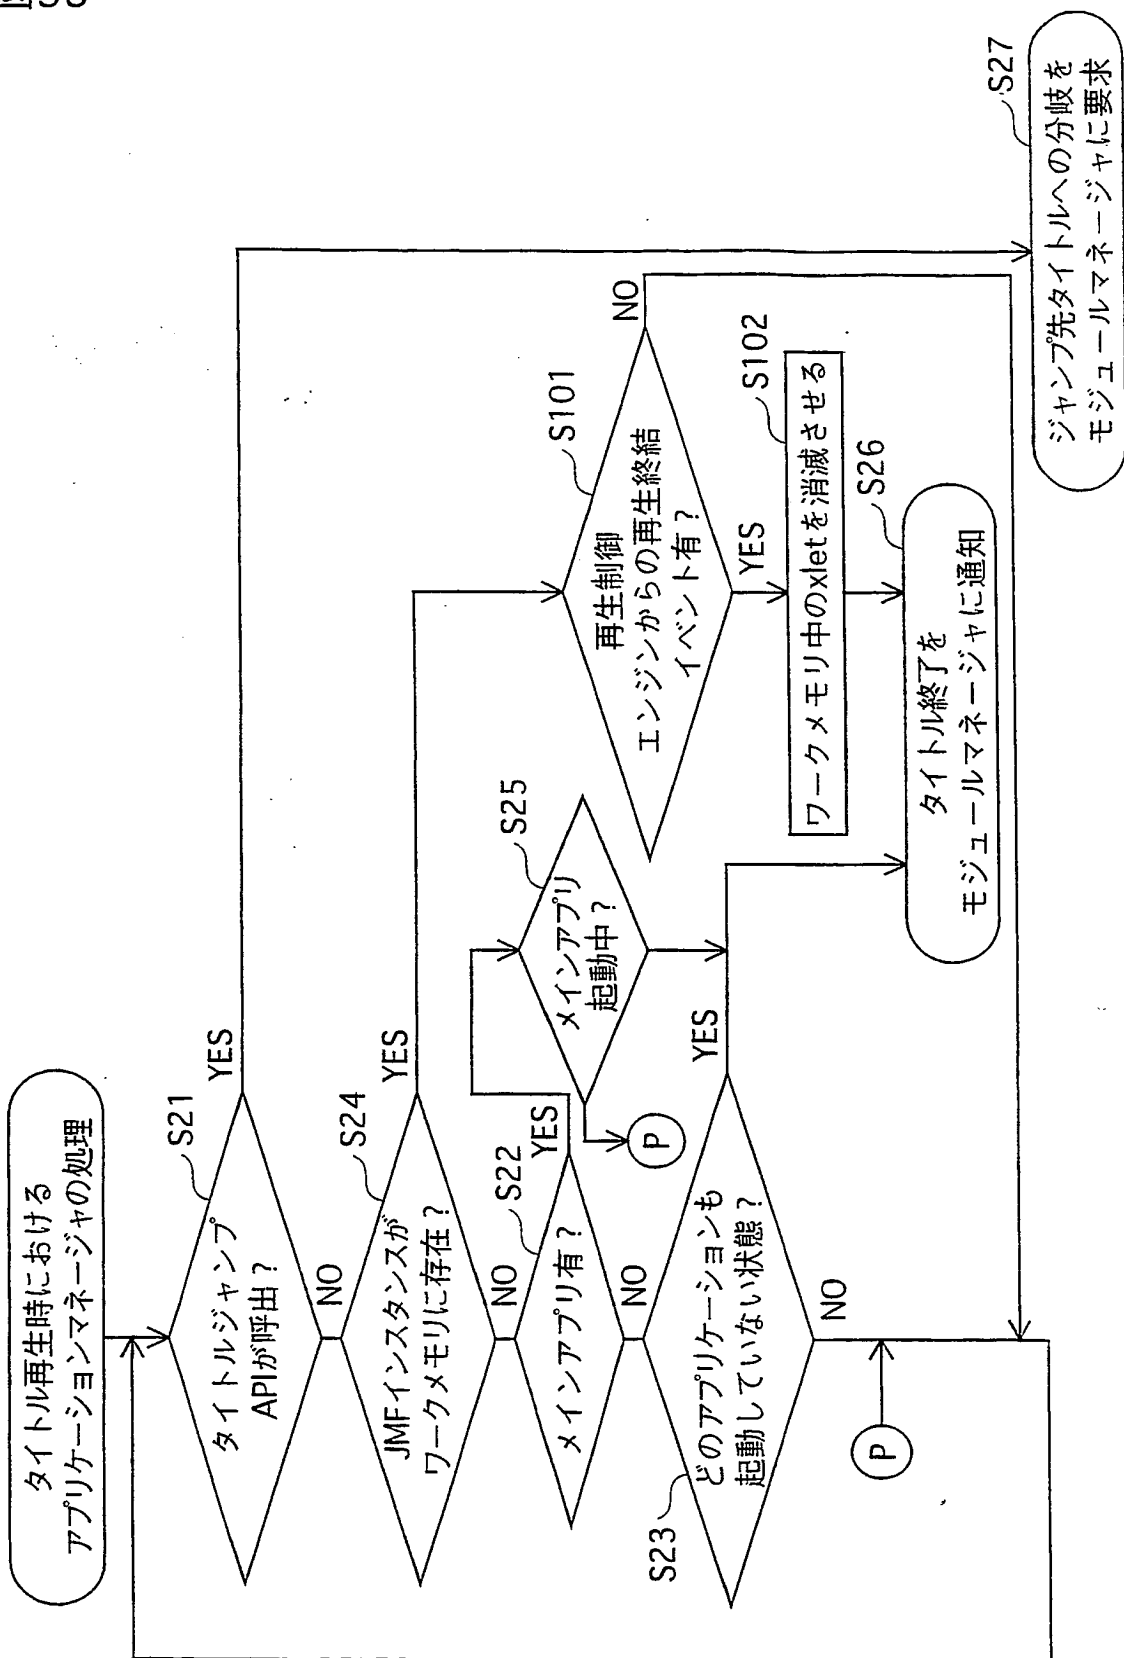 タイトル再生時における
アプリケーションマネージャの処理
S21
タイトルジャンプ
APIが呼出？
YES
NO
S24
JMFインスタンスが
ワークメモリに存在？
YES
NO
S22
メインアプリ有？
YES
NO
S25
メインアプリ
起動中？
P
S23
どのアプリケーションも
起動していない状態？
YES
NO
P
S101
再生制御
エンジンからの再生終結
イベント有？
NO
YES
S102
ワークメモリ中のxletを消滅させる
S26
タイトル終了を
モジュールマネージャに通知
S27
ジャンプ先タイトルへの分岐を
モジュールマネージャに要求